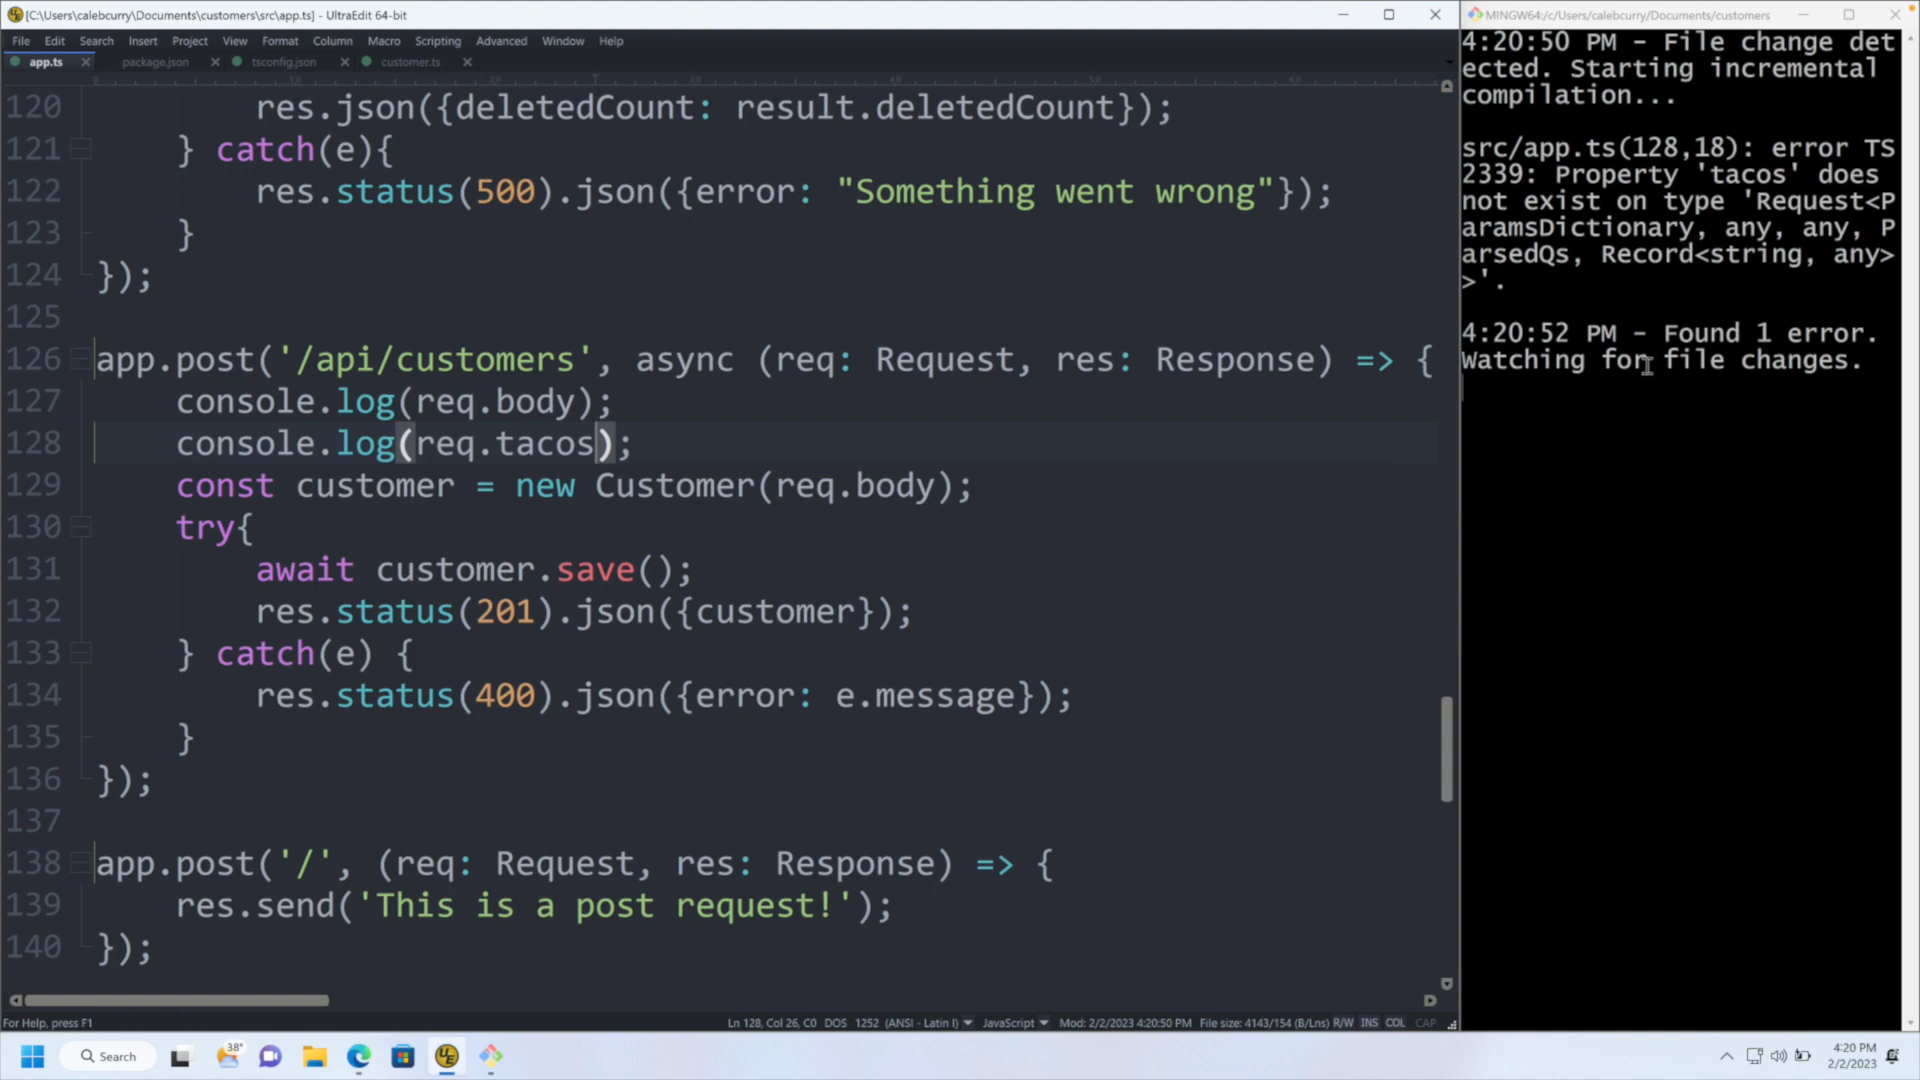 [C:\Users\calebcurry\Documents\customers\src\app.ts] - UltraEdit 64-bit
File Edit Search Insert Project View Format Column Macro Scripting Advanced Window Help
app.ts package.json tsconfig.json customer.ts
120 res.json({deletedCount: result.deletedCount});
121 } catch(e){
122 res.status(500).json({error: "Something went wrong"});
123 }
124 });
125
126 app.post('/api/customers', async (req: Request, res: Response) => {
127 console.log(req.body);
128 console.log(req.tacos);
129 const customer = new Customer(req.body);
130 try{
131 await customer.save();
132 res.status(201).json({customer});
133 } catch(e) {
134 res.status(400).json({error: e.message});
135 }
136 });
137
138 app.post('/', (req: Request, res: Response) => {
139 res.send('This is a post request!');
140 });
For Help, press F1 Ln 128, Col 26, C0 DOS 1252 (ANSI - Latin I) JavaScript Mod: 2/2/2023 4:20:50 PM File size: 4143/154 (B/Lns) R/W INS COL CAP
MINGW64:/c/Users/calebcurry/Documents/customers
4:20:50 PM - File change det
ected. Starting incremental
compilation...
src/app.ts(128,18): error TS
2339: Property 'tacos' does
not exist on type 'Request<P
aramsDictionary, any, any, P
arsedQs, Record<string, any>
>'.
4:20:52 PM - Found 1 error.
Watching for file changes.
Search 38° UE
4:20 PM
2/2/2023